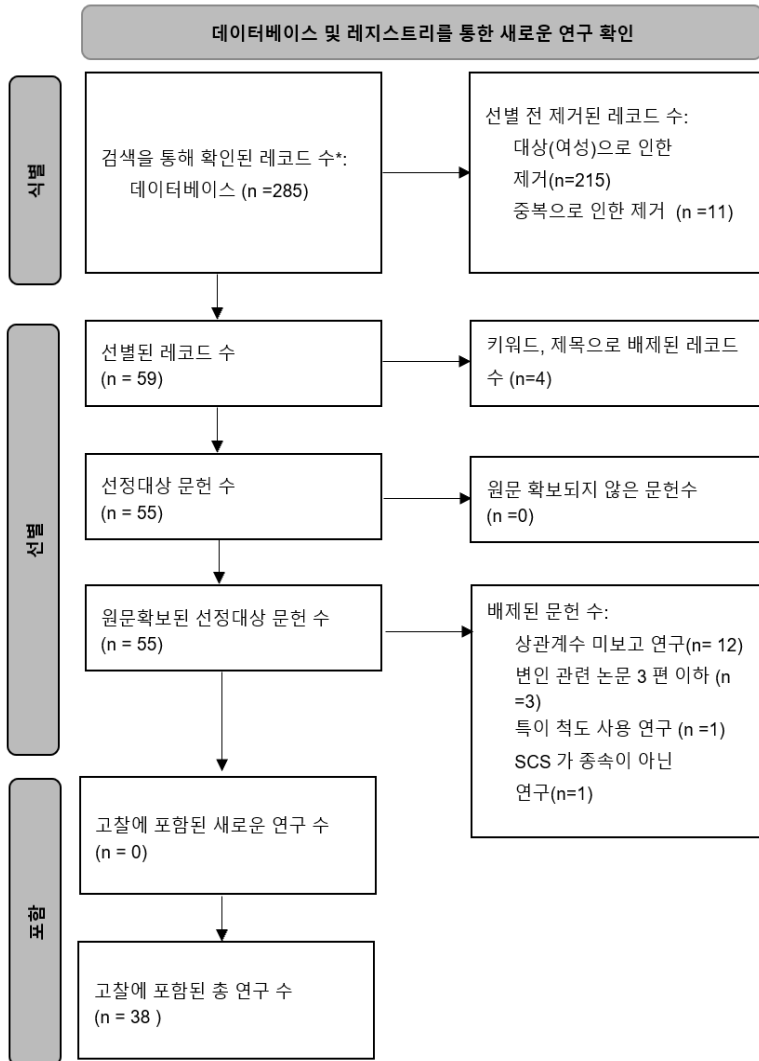 데이터베이스 및 레지스트리를 통한 새로운 연구 확인
식별
검색을 통해 확인된 레코드 수*:
데이터베이스 (n =285)
선별 전 제거된 레코드 수:
대상(여성)으로 인한
제거(n=215)
중복으로 인한 제거 (n =11)
선별
선별된 레코드 수
(n = 59)
키워드, 제목으로 배제된 레코드
수 (n=4)
선정대상 문헌 수
(n = 55)
원문 확보되지 않은 문헌수
(n =0)
원문확보된 선정대상 문헌 수
(n = 55)
배제된 문헌 수:
상관계수 미보고 연구(n= 12)
변인 관련 논문 3 편 이하 (n
=3)
특이 척도 사용 연구 (n =1)
SCS 가 종속이 아닌
연구(n=1)
포함
고찰에 포함된 새로운 연구 수
(n = 0)
고찰에 포함된 총 연구 수
(n = 38 )